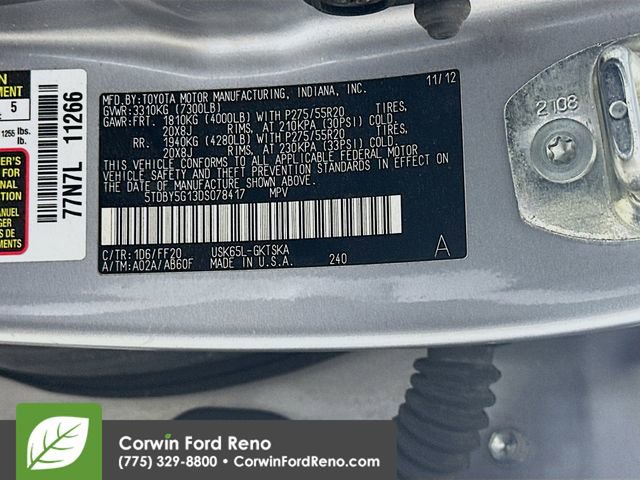 MFD.BY: TOYOTA MOTOR MANUFACTURING, INDIANA, INC. 11/12
GVWR: 3310KG (7300LB)
GAWR:FRT. 1810KG (4000LB) WITH P275/55R20 TIRES,
20X8J RIMS, AT 210KPA (30PSI) COLD.
RR. 1940KG (4280LB) WITH P275/55R20 TIRES,
20X8J RIMS, AT 230KPA (33PSI) COLD.
THIS VEHICLE CONFORMS TO ALL APPLICABLE FEDERAL MOTOR
VEHICLE SAFETY AND THEFT PREVENTION STANDARDS IN EFFECT
ON THE DATE OF MANUFACTURE SHOWN ABOVE.
5TDBY5G13DS078417 MPV
C/TR: 1D6/FF20 USK65L-GKTSKA
A/TM: A02A/AB60F MADE IN U.S.A. 240
A
77N7L 11266
5
1255 lbs.
lb.
2108
Corwin Ford Reno
(775) 329-8800 • CorwinFordReno.com